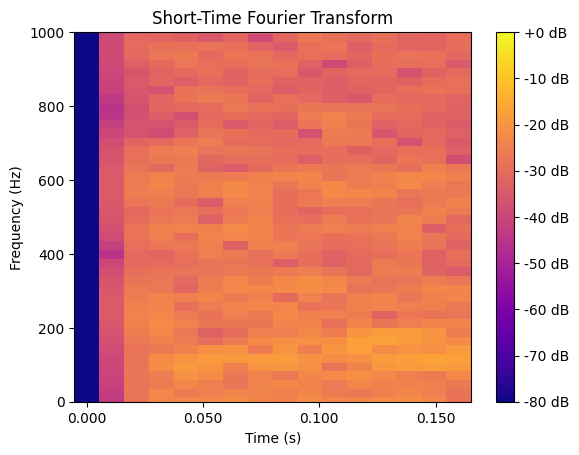 Short-Time Fourier Transform
1000
800
600
400
200
0
Frequency (Hz)
0.000
0.050
0.100
0.150
Time (s)
+0 dB
-10 dB
-20 dB
-30 dB
-40 dB
-50 dB
-60 dB
-70 dB
-80 dB